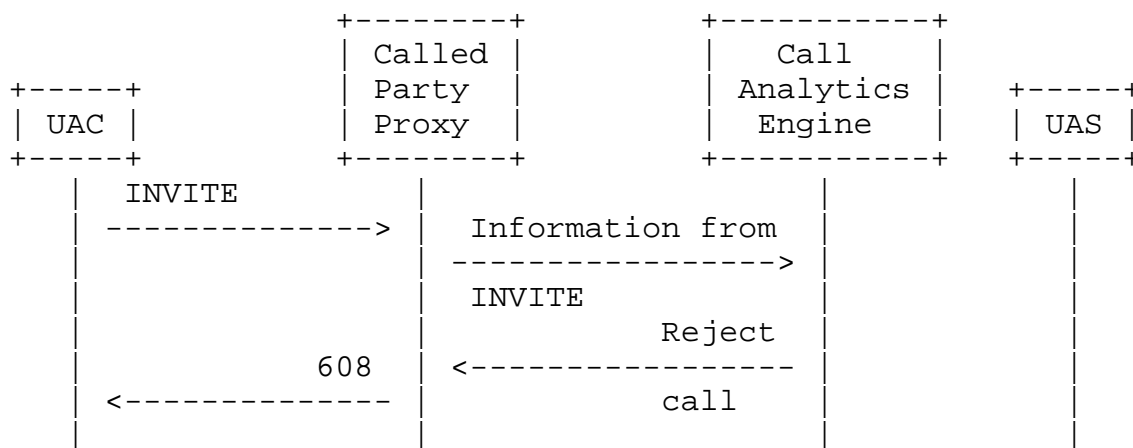 Called Call
Party Analytics
UAC Proxy Engine UAS
INVITE
Information from
INVITE
Reject
608
call